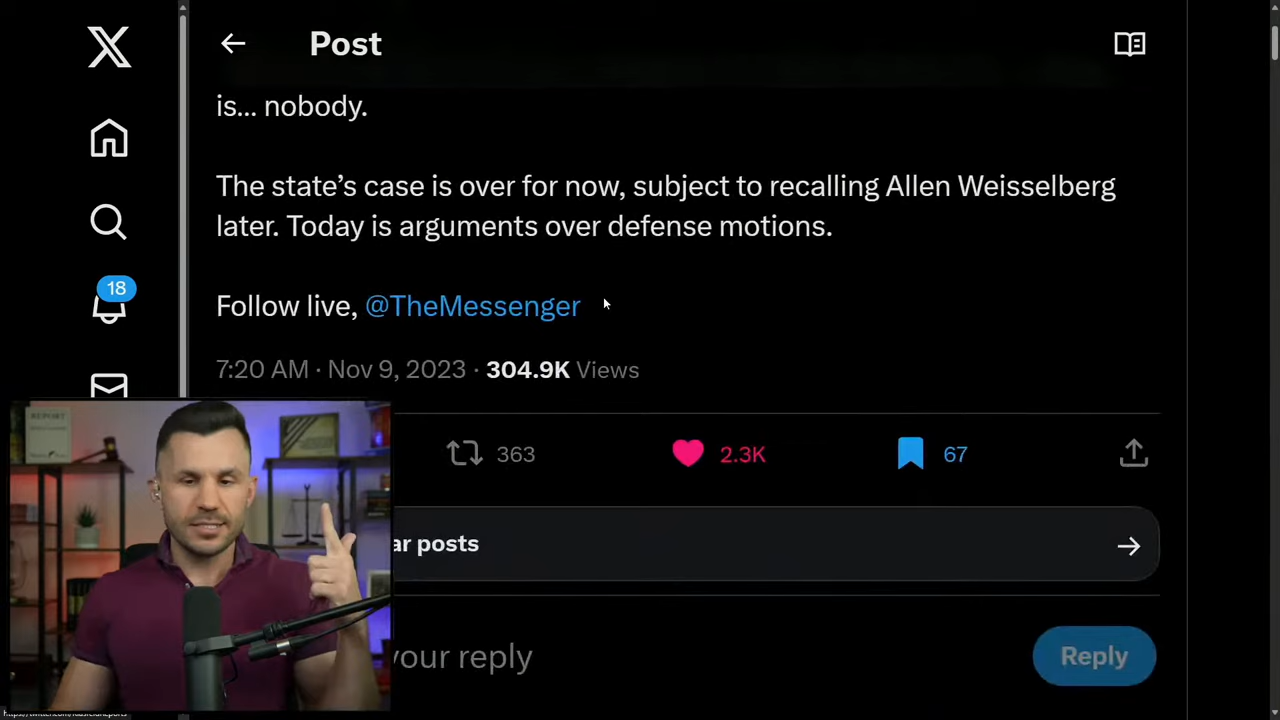 Post
is... nobody.
The state's case is over for now, subject to recalling Allen Weisselberg
later. Today is arguments over defense motions.
18
Follow live, @TheMessenger
7:20 AM · Nov 9, 2023 · 304.9K Views
363
2.3K
67
REPORT
ar posts
your reply
Reply